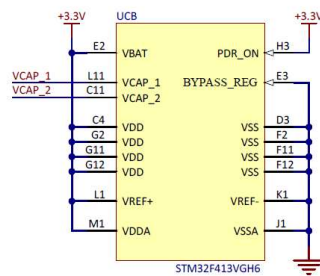 +3.3V UCB +3.3V
E2 VBAT PDR_ON H3
VCAP_1 L11 VCAP_1 BYPASS_REG E3
VCAP_2 C11 VCAP_2
C4 VDD VSS D3
G2 VDD VSS F2
G11 VDD VSS F11
G12 VDD VSS F12
L1 VREF+ VREF- K1
M1 VDDA VSSA J1
STM32F413VGH6